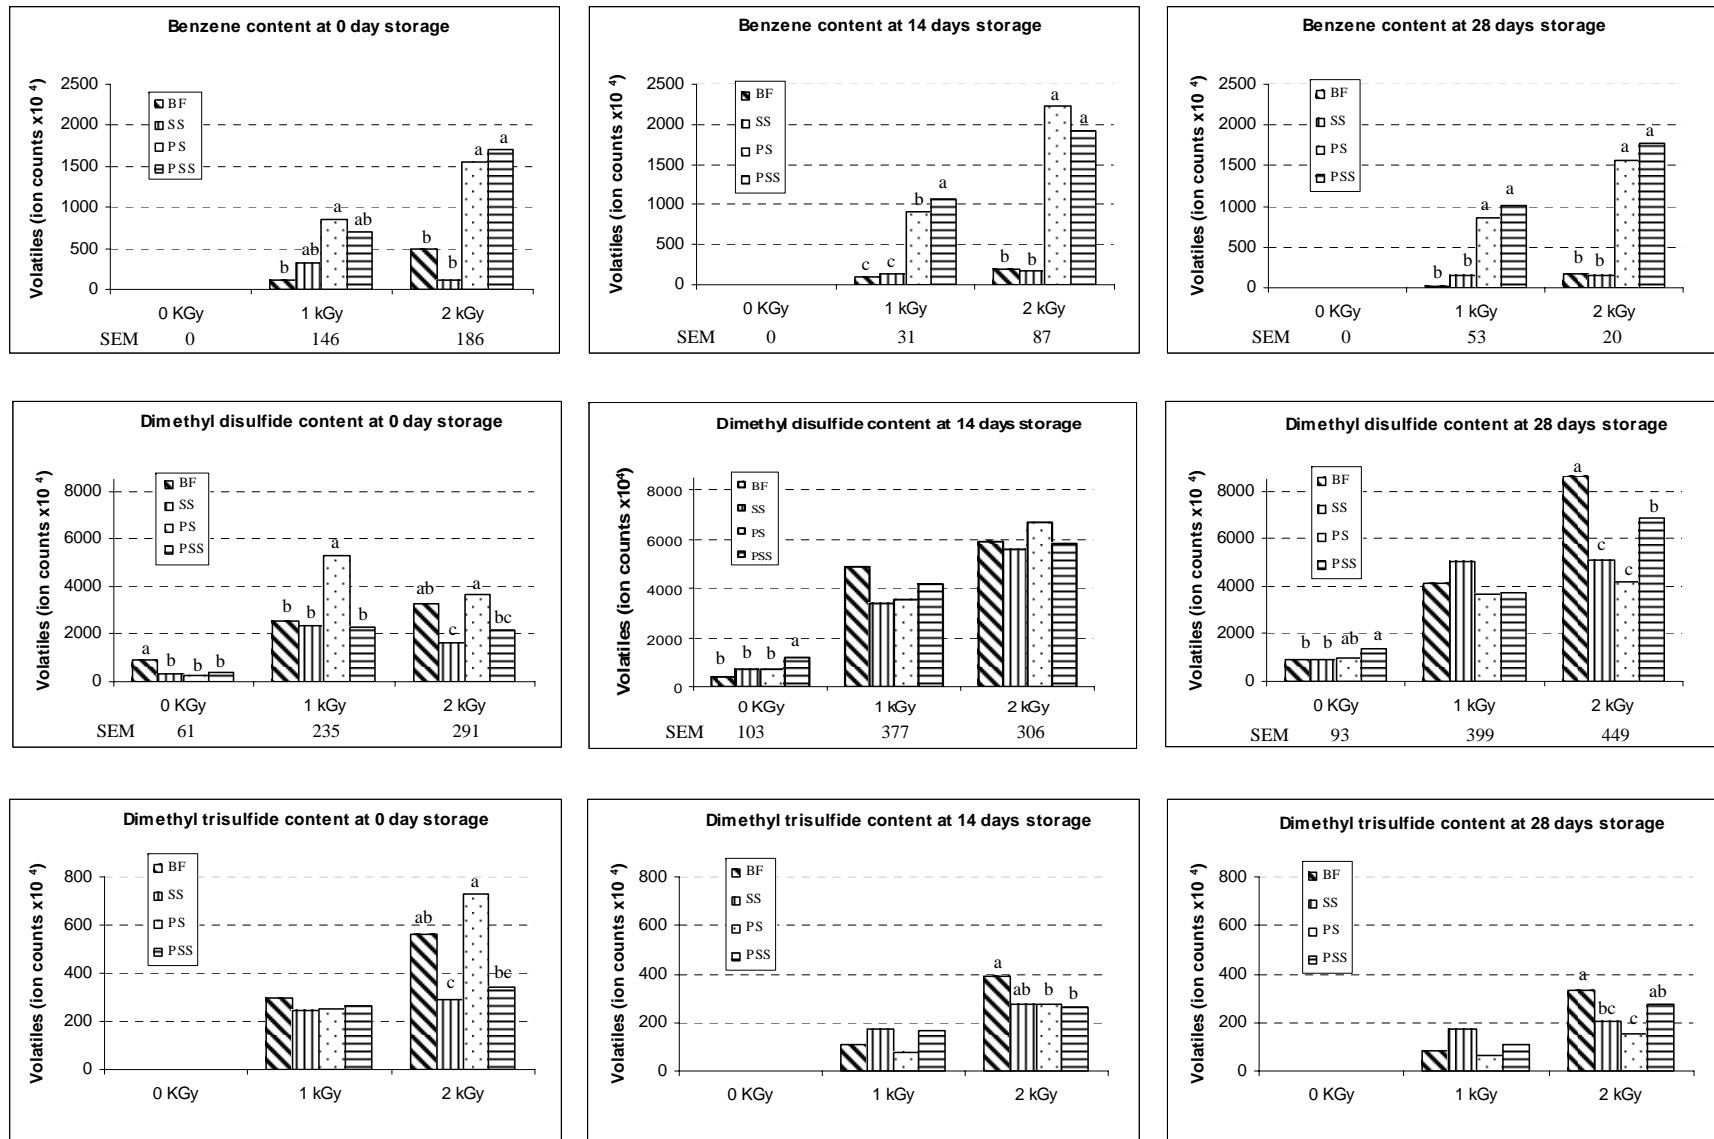 Benzene content at 0 day storage
Volatiles (ion counts x10 4)
2500
2000
1500
1000
500
0
BF
SS
PS
PSS
b
ab
a
ab
b
b
a
a
0 KGy
1 kGy
2 kGy
SEM 0 146 186
Benzene content at 14 days storage
Volatiles (ion counts x10 4)
2500
2000
1500
1000
500
0
BF
SS
PS
PSS
c
c
b
a
b
b
a
a
0 KGy
1 kGy
2 kGy
SEM 0 31 87
Benzene content at 28 days storage
Volatiles (ion counts x10 4)
2500
2000
1500
1000
500
0
BF
SS
PS
PSS
b
b
a
a
b
b
a
a
0 KGy
1 kGy
2 kGy
SEM 0 53 20
Dimethyl disulfide content at 0 day storage
Volatiles (ion counts x10 4)
8000
6000
4000
2000
0
BF
SS
PS
PSS
a
b
b
b
b
b
a
b
ab
c
a
bc
0 KGy
1 kGy
2 kGy
SEM 61 235 291
Dimethyl disulfide content at 14 days storage
Volatiles (ion counts x10⁴)
8000
6000
4000
2000
0
BF
SS
PS
PSS
b
b
b
a
0 KGy
1 kGy
2 kGy
SEM 103 377 306
Dimethyl disulfide content at 28 days storage
Volatiles (ion counts x10 4)
8000
6000
4000
2000
0
BF
SS
PS
PSS
b
b
ab
a
a
c
c
b
0 KGy
1 kGy
2 kGy
SEM 93 399 449
Dimethyl trisulfide content at 0 day storage
Volatiles (ion counts x10 4)
800
600
400
200
0
BF
SS
PS
PSS
ab
c
a
bc
0 KGy
1 kGy
2 kGy
Dimethyl trisulfide content at 14 days storage
Volatiles (ion counts x10 4)
800
600
400
200
0
BF
SS
PS
PSS
a
ab
b
b
0 KGy
1 kGy
2 kGy
Dimethyl trisulfide content at 28 days storage
Volatiles (ion counts x10 4)
800
600
400
200
0
BF
SS
PS
PSS
a
bc
c
ab
0 KGy
1 kGy
2 kGy